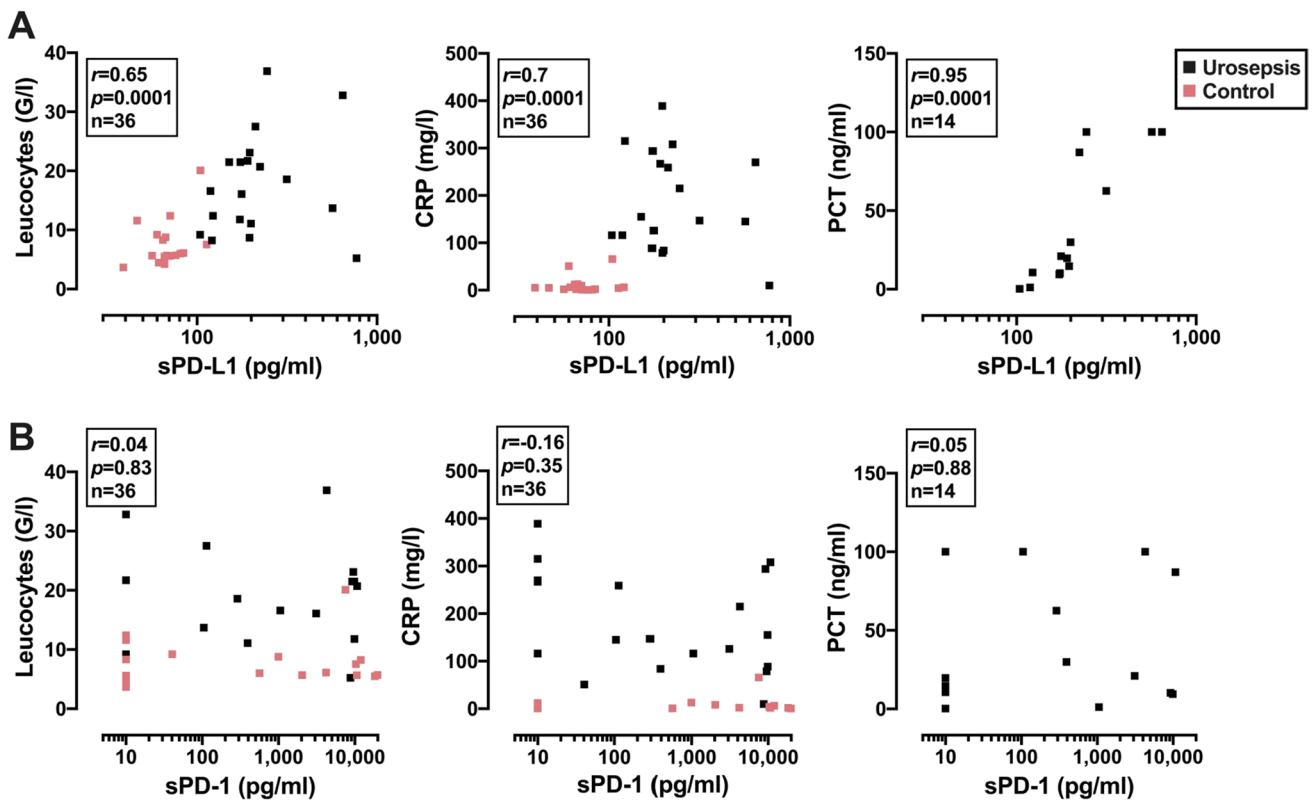 A
Leucocytes (G/l)
40
30
20
10
0
r=0.65
p=0.0001
n=36
100
1,000
sPD-L1 (pg/ml)
CRP (mg/l)
500
400
300
200
100
0
r=0.7
p=0.0001
n=36
100
1,000
sPD-L1 (pg/ml)
PCT (ng/ml)
150
100
50
0
r=0.95
p=0.0001
n=14
100
1,000
sPD-L1 (pg/ml)
Urosepsis
Control
B
Leucocytes (G/l)
40
30
20
10
0
r=0.04
p=0.83
n=36
10
100
1,000
10,000
sPD-1 (pg/ml)
CRP (mg/l)
500
400
300
200
100
0
r=-0.16
p=0.35
n=36
10
100
1,000
10,000
sPD-1 (pg/ml)
PCT (ng/ml)
150
100
50
0
r=0.05
p=0.88
n=14
10
100
1,000
10,000
sPD-1 (pg/ml)